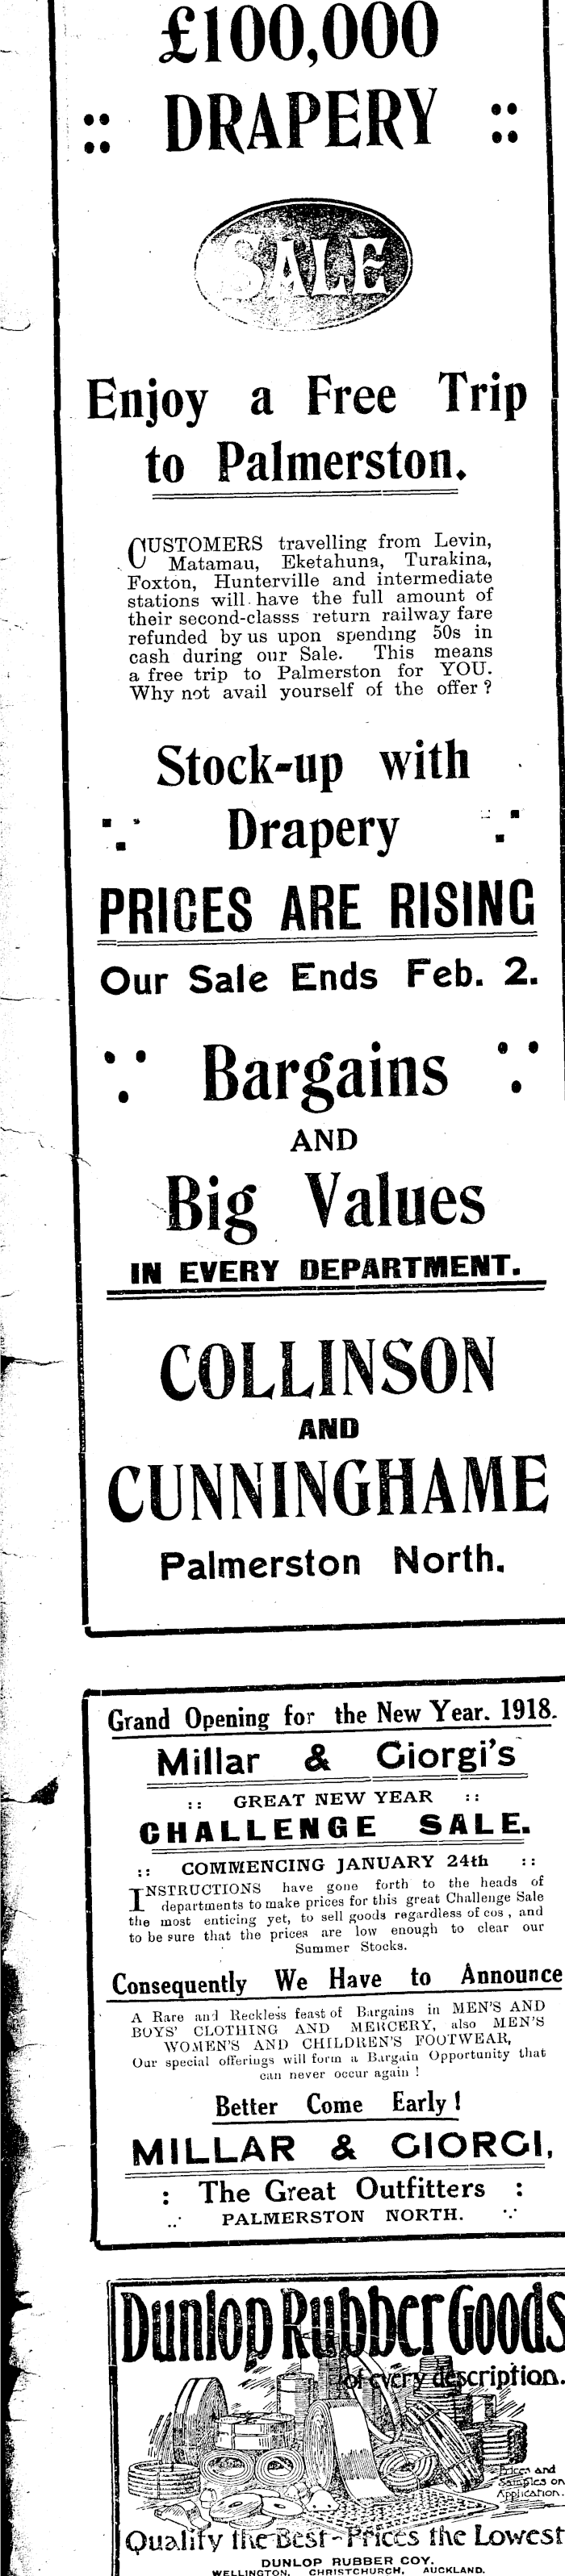 £100,000
:: DRAPERY ::
SALE
Enjoy a Free Trip
to Palmerston.
CUSTOMERS travelling from Levin,
Matamau, Eketahuna, Turakina,
Foxton, Hunterville and intermediate
stations will have the full amount of
their second-classs return railway fare
refunded by us upon spending 50s in
cash during our Sale. This means
a free trip to Palmerston for YOU.
Why not avail yourself of the offer ?
Stock-up with
Drapery
PRICES ARE RISING
Our Sale Ends Feb. 2.
Bargains
AND
Big Values
IN EVERY DEPARTMENT.
COLLINSON
AND
CUNNINGHAME
Palmerston North.
Grand Opening for the New Year. 1918.
Millar & Giorgi's
:: GREAT NEW YEAR ::
CHALLENGE SALE.
:: COMMENCING JANUARY 24th ::
INSTRUCTIONS have gone forth to the heads of
departments to make prices for this great Challenge Sale
the most enticing yet, to sell goods regardless of cos , and
to be sure that the prices are low enough to clear our
Summer Stocks.
Consequently We Have to Announce
A Rare and Reckless feast of Bargains in MEN'S AND
BOYS' CLOTHING AND MERCERY, also MEN'S
WOMEN'S AND CHILDREN'S FOOTWEAR,
Our special offerings will form a Bargain Opportunity that
can never occur again !
Better Come Early !
MILLAR & GIORGI,
: The Great Outfitters :
PALMERSTON NORTH.
Dunlop Rubber Goods
of every description.
Prices and
Samples on
Application.
Quality the Best - Prices the Lowest
DUNLOP RUBBER COY.
WELLINGTON, CHRISTCHURCH, AUCKLAND.